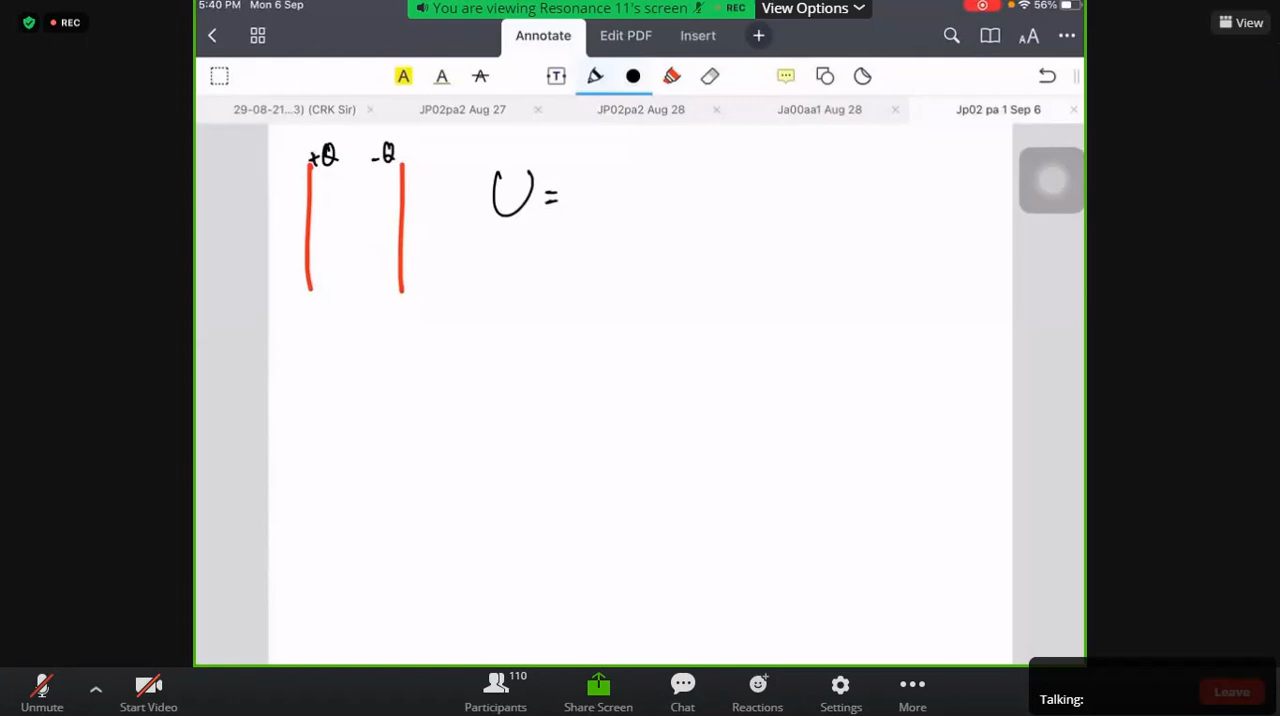 5:40 PM Mon 6 Sep
You are viewing Resonance 11's screen
REC
View Options
56%
REC
View
Annotate
Edit PDF
Insert
AA
A A A T
29-08-21...3) (CRK Sir)
JP02pa2 Aug 27
JP02pa2 Aug 28
Ja00aa1 Aug 28
Jp02 pa 1 Sep 6
+Q -Q
U =
Unmute
Start Video
110
Participants
Share Screen
Chat
Reactions
Settings
More
Talking:
Leave